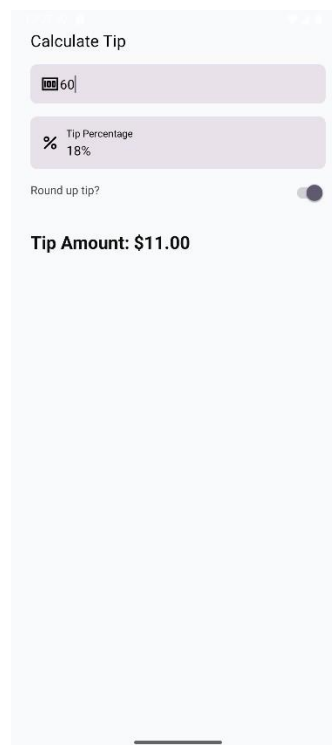 Calculate Tip
60
Tip Percentage
18%
Round up tip?
Tip Amount: $11.00